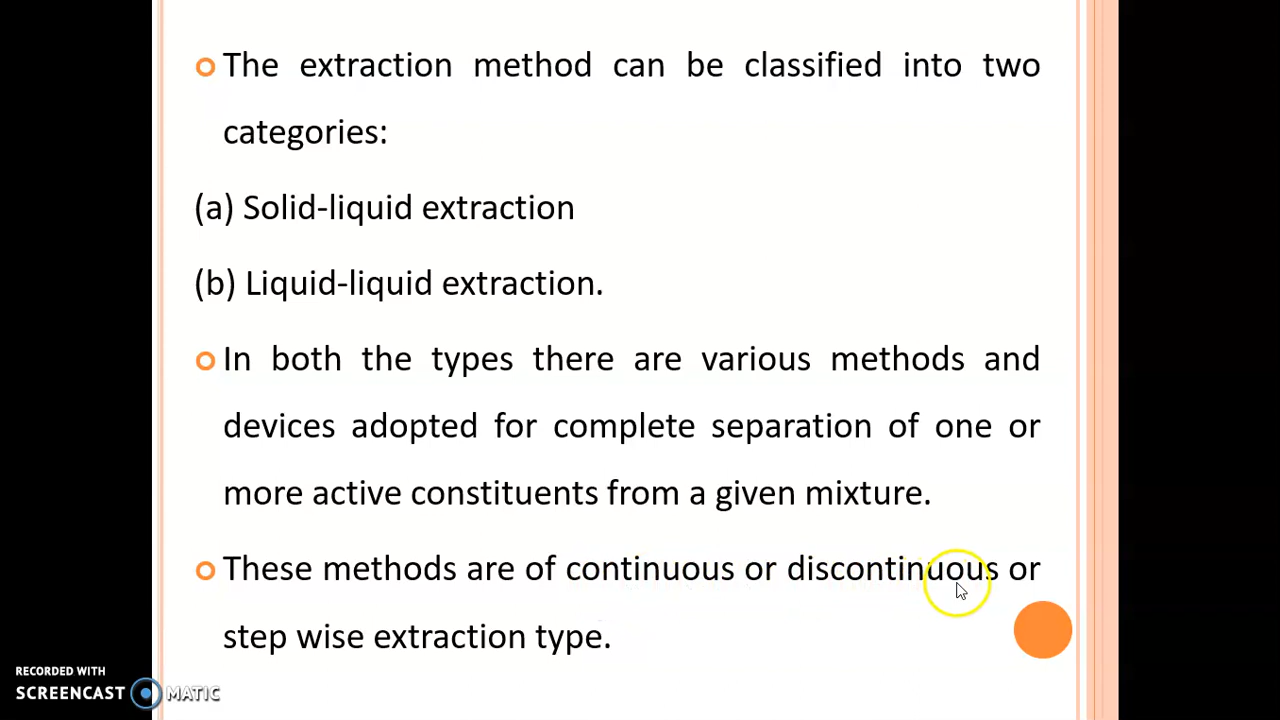 The extraction method can be classified into two
categories:
(a) Solid-liquid extraction
(b) Liquid-liquid extraction.
In both the types there are various methods and
devices adopted for complete separation of one or
more active constituents from a given mixture.
These methods are of continuous or discontinuous or
step wise extraction type.
RECORDED WITH
SCREENCAST MATIC